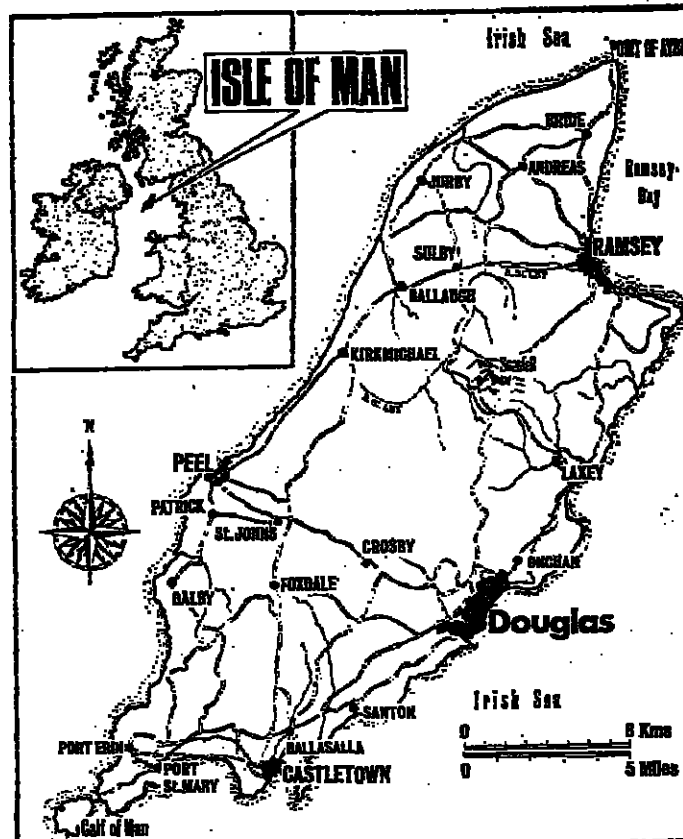 Irish Sea
POINT OF AYRE
ISLE OF MAN
BRIDE
ANDREAS
Ramsey
Bay
JURBY
SULBY
RAMSEY
BALLAUGH
KIRKMICHAEL
N
PEEL
LAXEY
PATRICK
ST. JOHNS
CROSBY
ONCHAN
DALBY
FOXDALE
Douglas
SANTON
Irish Sea
0 8 Kms
0 5 Miles
PORT ERIN
BALLASALLA
PORT
ST. MARY
CASTLETOWN
Calf of Man